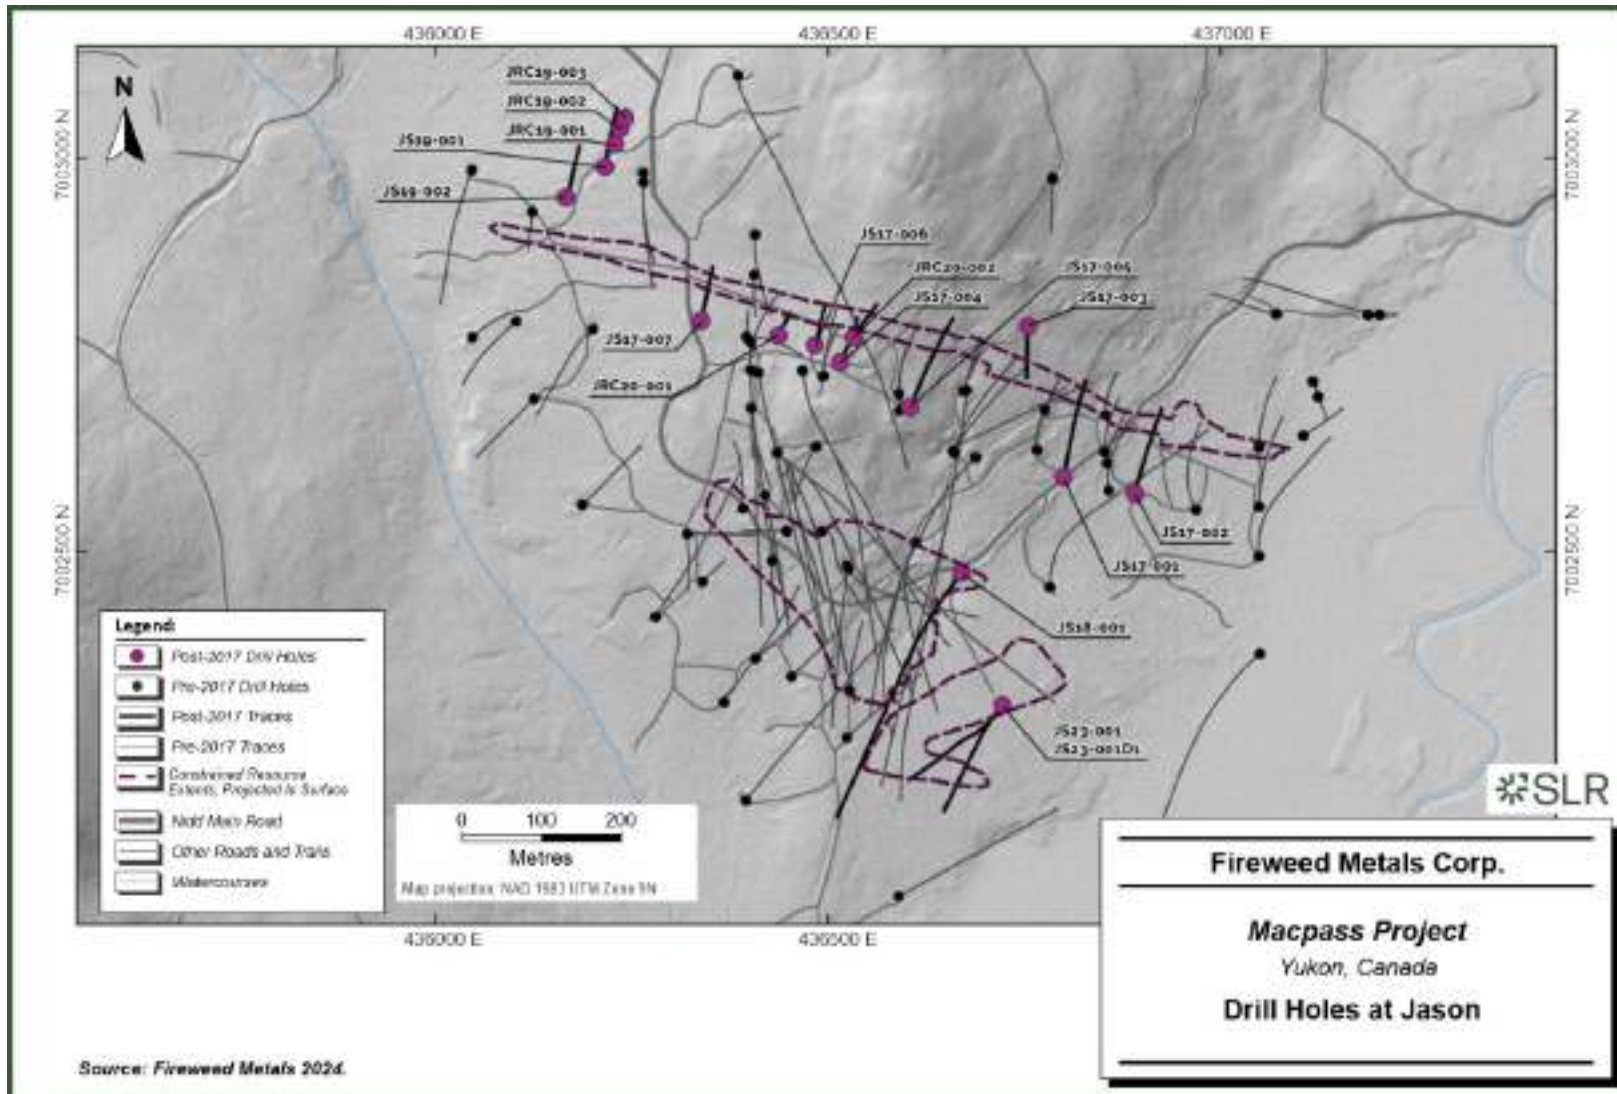 436000 E
436500 E
437000 E
N
7003000 N
7003000 N
7002500 N
7002500 N
JRC19-003
JRC19-002
JRC19-001
JS19-001
JS19-002
JS17-006
JRC20-002
JS17-004
JS17-005
JS17-003
JS17-007
JRC20-001
JS17-002
JS17-001
JS18-001
JS23-001
JS23-001D1
Legend:
Post-2017 Drill Holes
Pre-2017 Drill Holes
Post-2017 Traces
Pre-2017 Traces
Constrained Resource
Extents, Projected to Surface
Nidd Main Road
Other Roads and Trails
Watercourses
0 100 200
Metres
Map projection: NAD 1983 UTM Zone 9N
436000 E
436500 E
SLR
Fireweed Metals Corp.
Macpass Project
Yukon, Canada
Drill Holes at Jason
Source: Fireweed Metals 2024.